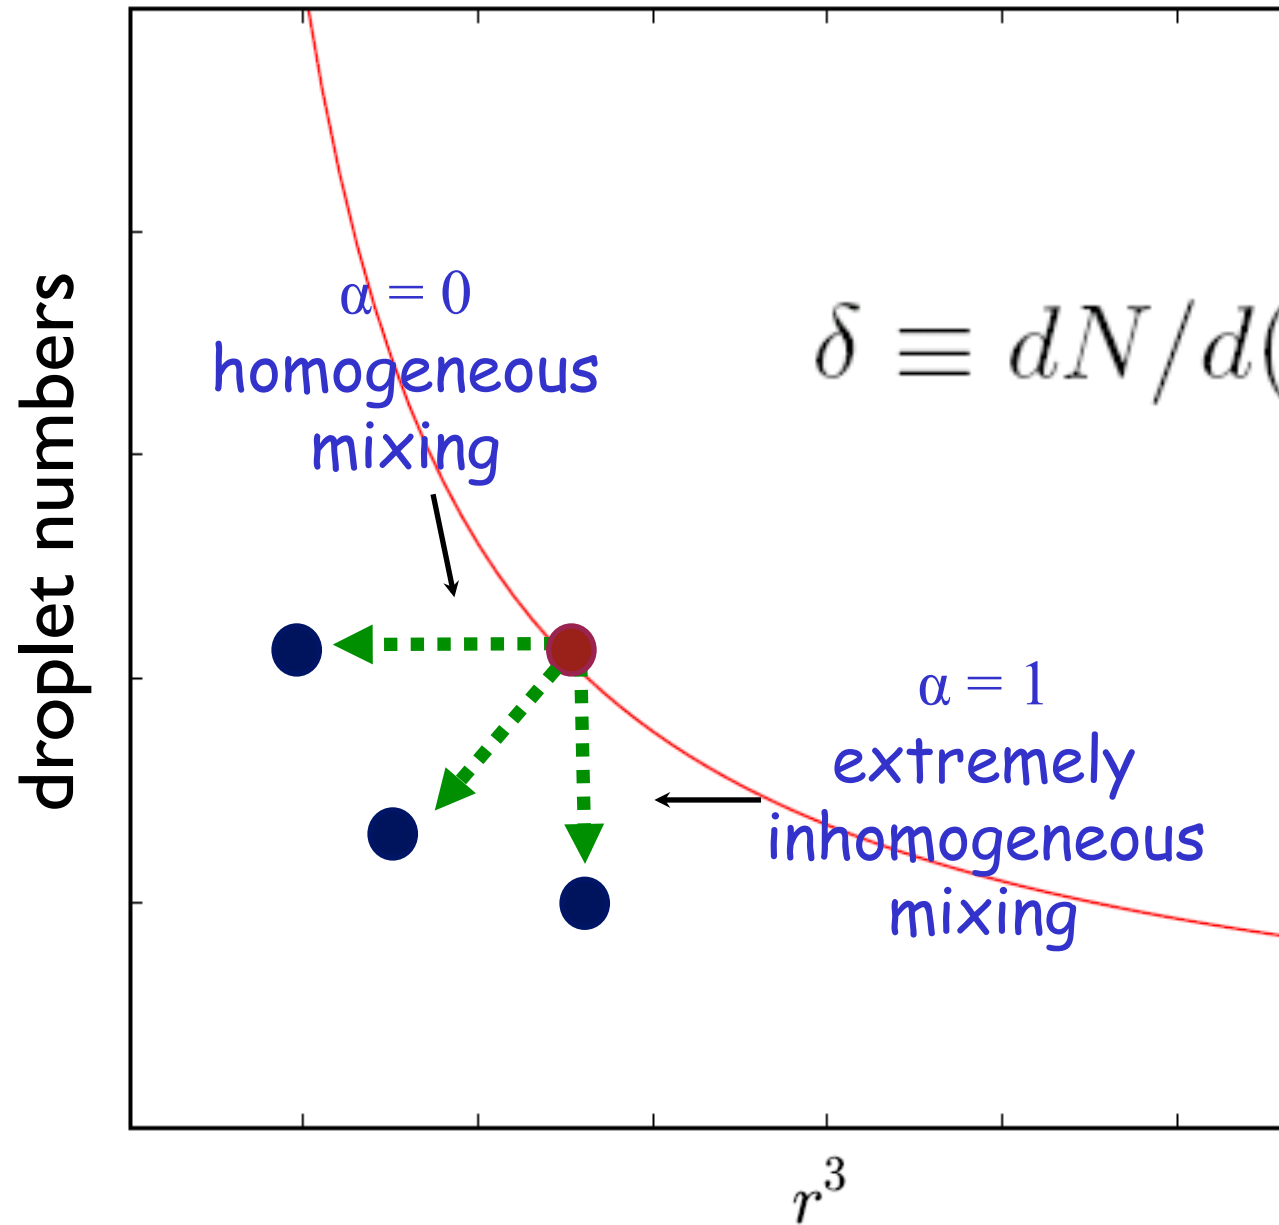 droplet numbers
α = 0
homogeneous
mixing
δ ≡ dN/d(
α = 1
extremely
inhomogeneous
mixing
r³